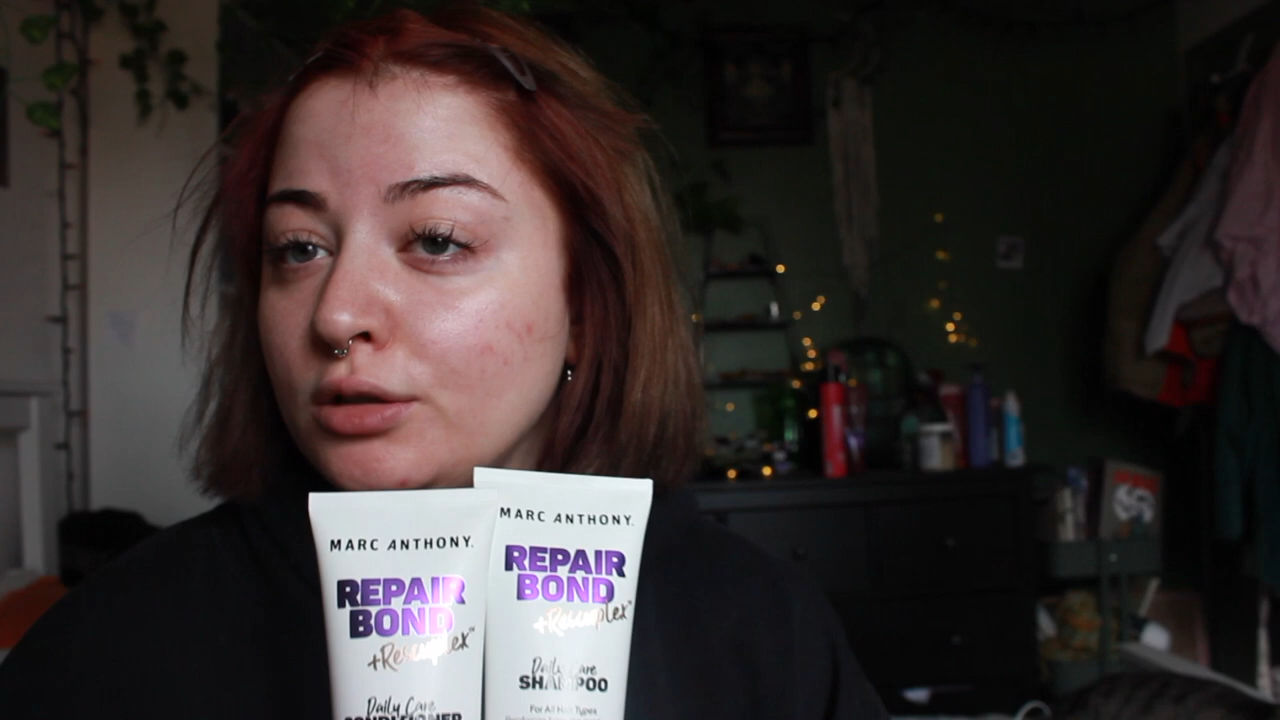 MARC ANTHONY.
REPAIR
BOND
+Rescuplex™
Daily Care
CONDITIONER
MARC ANTHONY.
REPAIR
BOND
+Rescuplex™
Daily Care
SHAMPOO
For All Hair Types